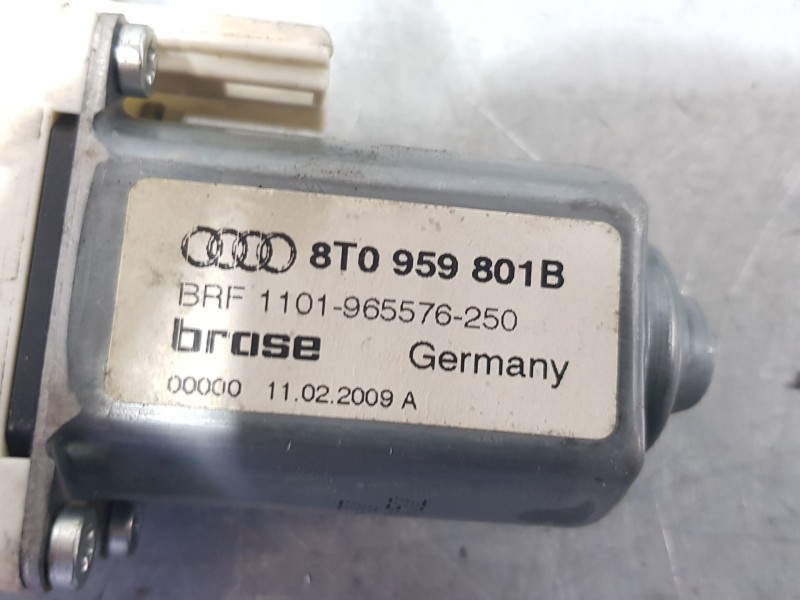 8T0 959 801B
BRF 1101-965576-250
brose Germany
00000 11.02.2009 A